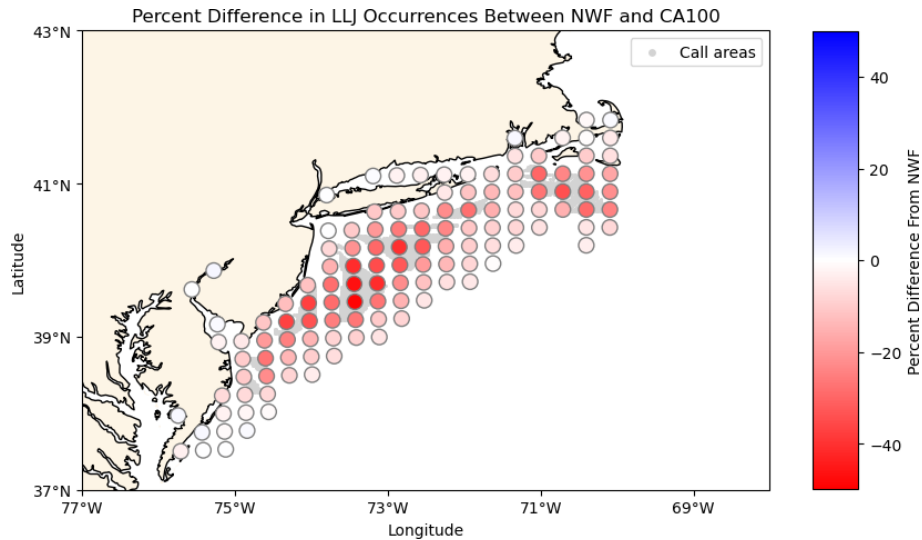 Percent Difference in LLJ Occurrences Between NWF and CA100
43°N
41°N
39°N
37°N
77°W
75°W
73°W
71°W
69°W
Latitude
Longitude
Call areas
40
20
0
−20
−40
Percent Difference From NWF